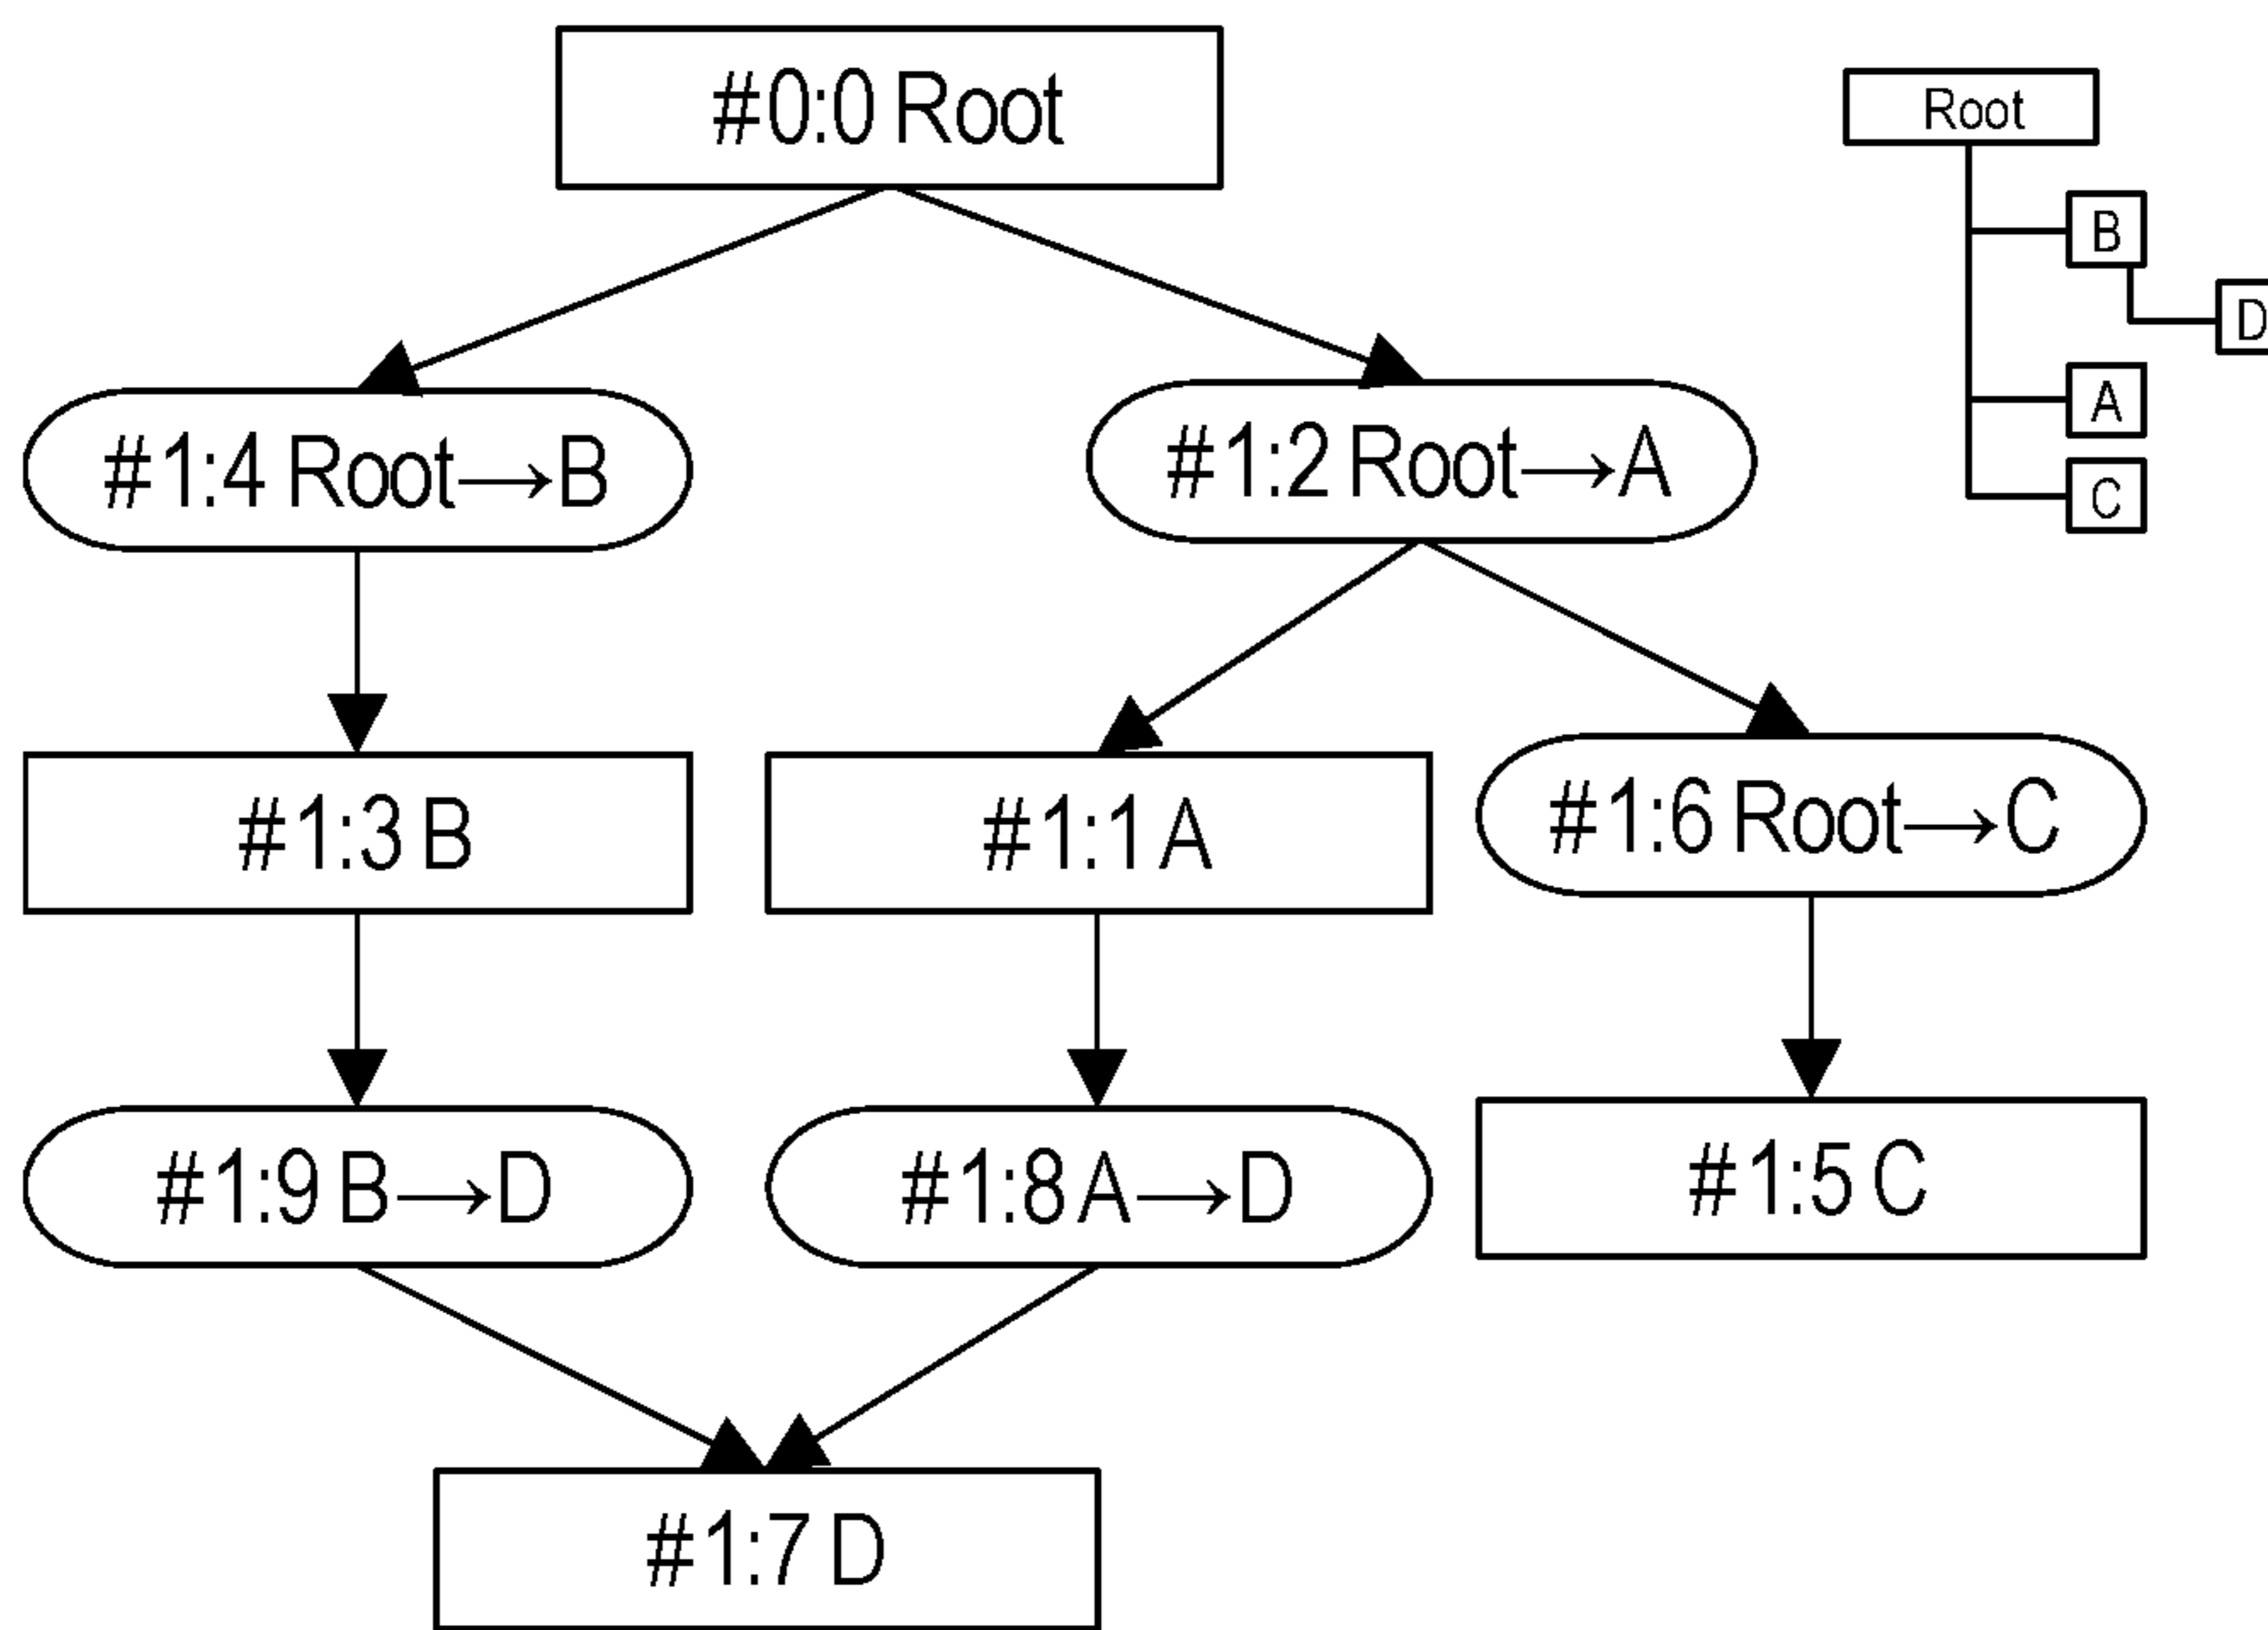 #0:0 Root
#1:4 Root→B
#1:2 Root→A
#1:3 B
#1:1 A
#1:6 Root→C
#1:9 B→D
#1:8 A→D
#1:5 C
#1:7 D
Root
B
D
A
C